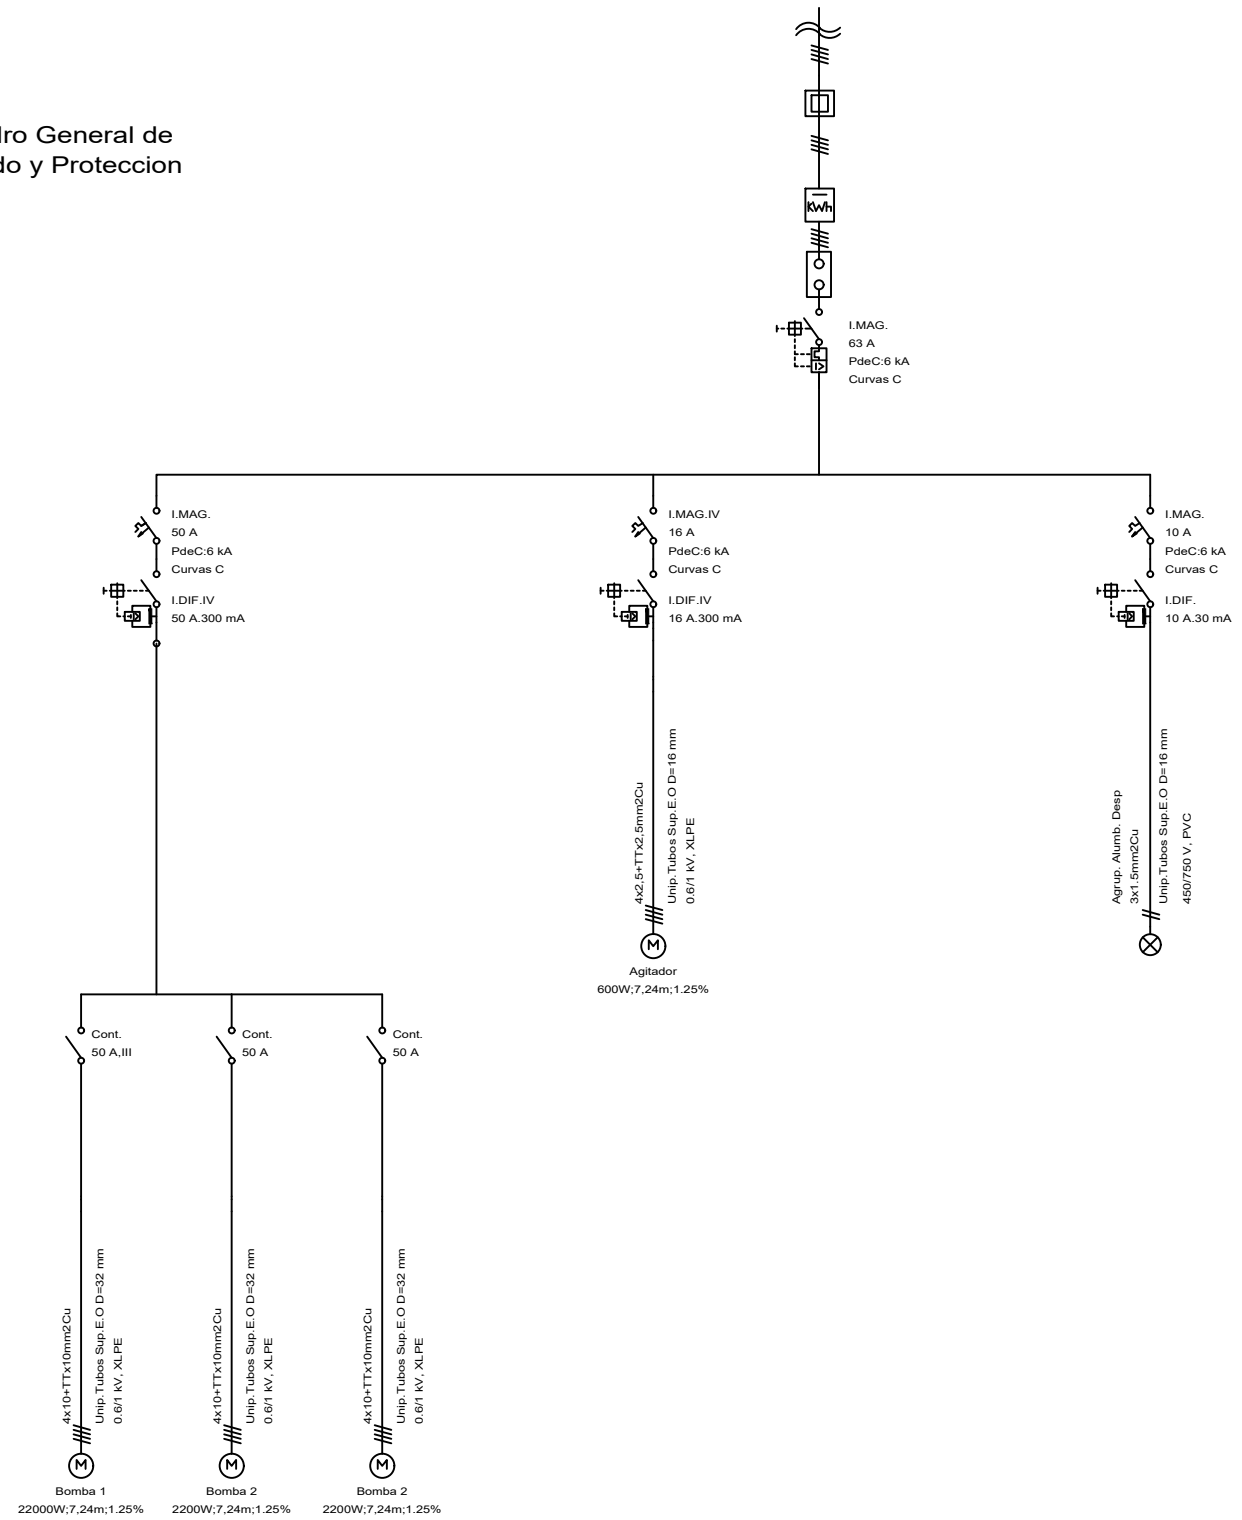 General de
y Proteccion
KWh
I.MAG.
63 A
PdeC:6 kA
Curvas C
I.MAG.
50 A
PdeC:6 kA
Curvas C
I.DIF.IV
50 A.300 mA
I.MAG.IV
16 A
PdeC:6 kA
Curvas C
I.DIF.IV
16 A.300 mA
I.MAG.
10 A
PdeC:6 kA
Curvas C
I.DIF.
10 A.30 mA
4x2,5+TTx2,5mm2Cu
Unip.Tubos Sup.E.O D=16 mm
0.6/1 kV, XLPE
M
Agitador
600W;7,24m;1.25%
Agrup. Alumb. Desp
3x1.5mm2Cu
Unip.Tubos Sup.E.O D=16 mm
450/750 V, PVC
Cont.
50 A,III
Cont.
50 A
Cont.
50 A
4x10+TTx10mm2Cu
Unip.Tubos Sup.E.O D=32 mm
0.6/1 kV, XLPE
M
Bomba 1
22000W;7,24m;1.25%
4x10+TTx10mm2Cu
Unip.Tubos Sup.E.O D=32 mm
0.6/1 kV, XLPE
M
Bomba 2
2200W;7,24m;1.25%
4x10+TTx10mm2Cu
Unip.Tubos Sup.E.O D=32 mm
0.6/1 kV, XLPE
M
Bomba 2
2200W;7,24m;1.25%